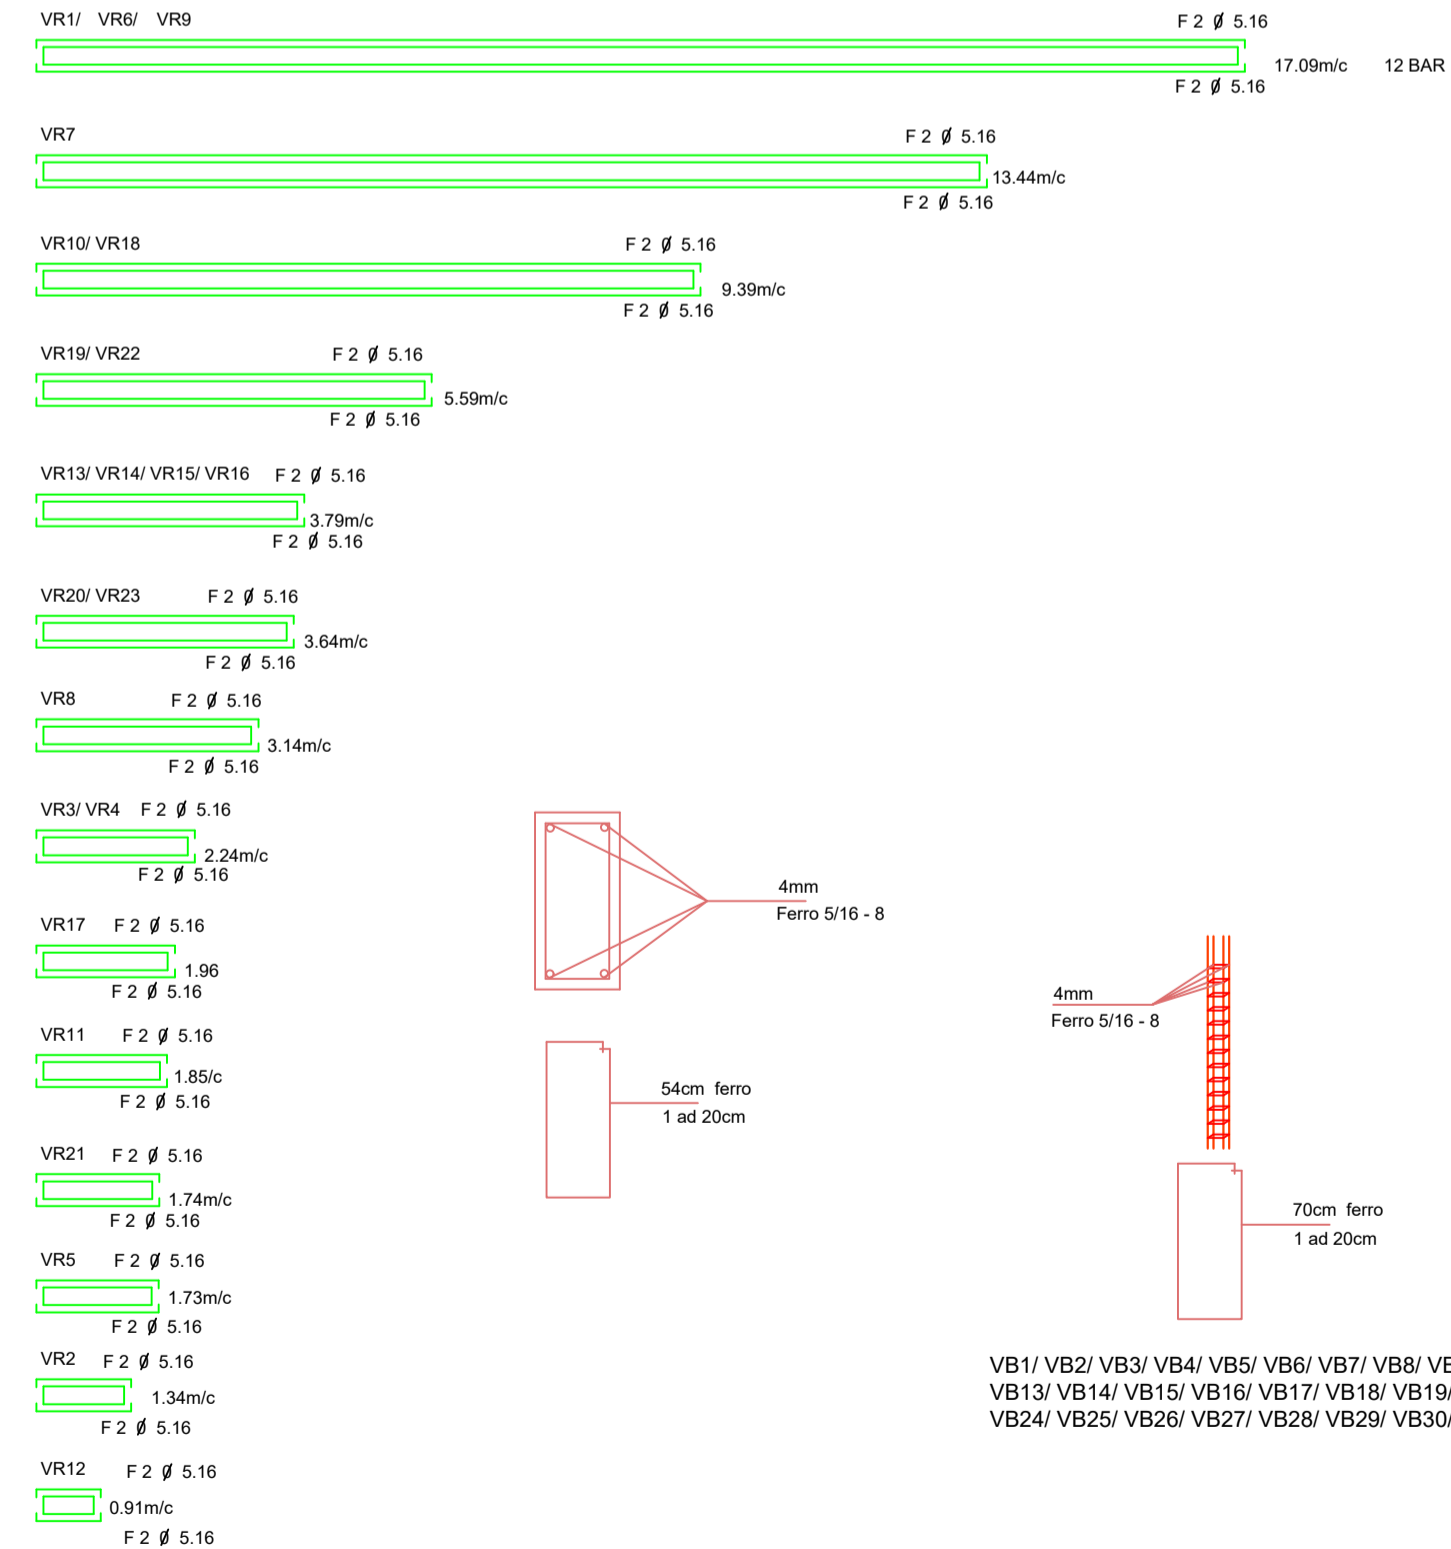 VR1/ VR6/ VR9
F 2 Ø 5.16
17.09m/c 12 BAR
F 2 Ø 5.16
VR7
F 2 Ø 5.16
13.44m/c
F 2 Ø 5.16
VR10/ VR18
F 2 Ø 5.16
9.39m/c
F 2 Ø 5.16
VR19/ VR22
F 2 Ø 5.16
5.59m/c
F 2 Ø 5.16
VR13/ VR14/ VR15/ VR16
F 2 Ø 5.16
3.79m/c
F 2 Ø 5.16
VR20/ VR23
F 2 Ø 5.16
3.64m/c
F 2 Ø 5.16
VR8
F 2 Ø 5.16
3.14m/c
F 2 Ø 5.16
VR3/ VR4
F 2 Ø 5.16
2.24m/c
F 2 Ø 5.16
VR17
F 2 Ø 5.16
1.96
F 2 Ø 5.16
VR11
F 2 Ø 5.16
1.85/c
F 2 Ø 5.16
VR21
F 2 Ø 5.16
1.74m/c
F 2 Ø 5.16
VR5
F 2 Ø 5.16
1.73m/c
F 2 Ø 5.16
VR2
F 2 Ø 5.16
1.34m/c
F 2 Ø 5.16
VR12
F 2 Ø 5.16
0.91m/c
F 2 Ø 5.16
4mm
Ferro 5/16 - 8
54cm ferro
1 ad 20cm
4mm
Ferro 5/16 - 8
70cm ferro
1 ad 20cm
VB1/ VB2/ VB3/ VB4/ VB5/ VB6/ VB7/ VB8/
VB13/ VB14/ VB15/ VB16/ VB17/ VB18/ VB19/
VB24/ VB25/ VB26/ VB27/ VB28/ VB29/ VB30/